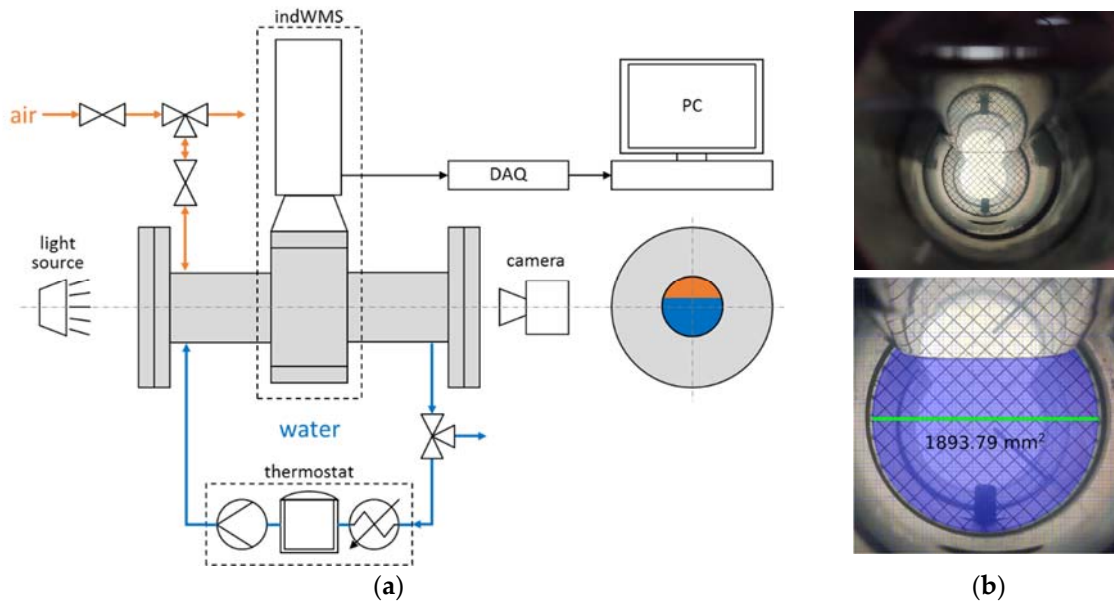 indWMS
air
PC
DAQ
light
source
camera
water
thermostat
1893.79 mm²
(a)
(b)